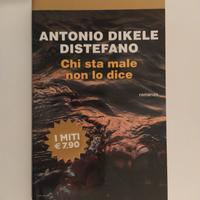 ANTONIO DIKELE
DISTEFANO
Chi sta male
non lo dice
romanzo
I MITI
€ 7,90